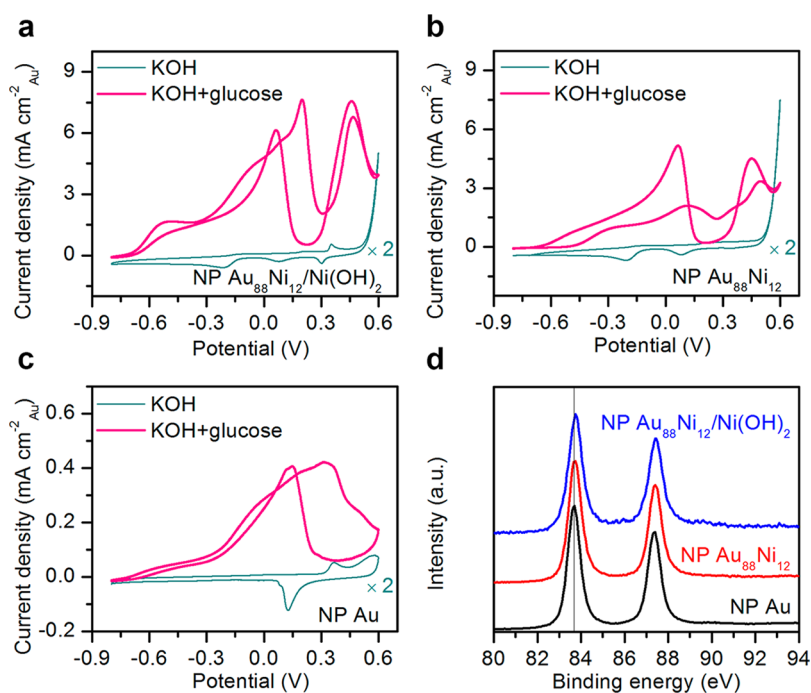 a
9
6
3
0
Current density (mA cm⁻²Au)
KOH
KOH+glucose
× 2
NP Au₈₈Ni₁₂/Ni(OH)₂
-0.9 -0.6 -0.3 0.0 0.3 0.6
Potential (V)
b
9
6
3
0
Current density (mA cm⁻²Au)
KOH
KOH+glucose
× 2
NP Au₈₈Ni₁₂
-0.9 -0.6 -0.3 0.0 0.3 0.6
Potential (V)
c
0.6
0.4
0.2
0.0
-0.2
Current density (mA cm⁻²Au)
KOH
KOH+glucose
× 2
NP Au
-0.9 -0.6 -0.3 0.0 0.3 0.6
Potential (V)
d
Intensity (a.u.)
NP Au₈₈Ni₁₂/Ni(OH)₂
NP Au₈₈Ni₁₂
NP Au
80 82 84 86 88 90 92 94
Binding energy (eV)